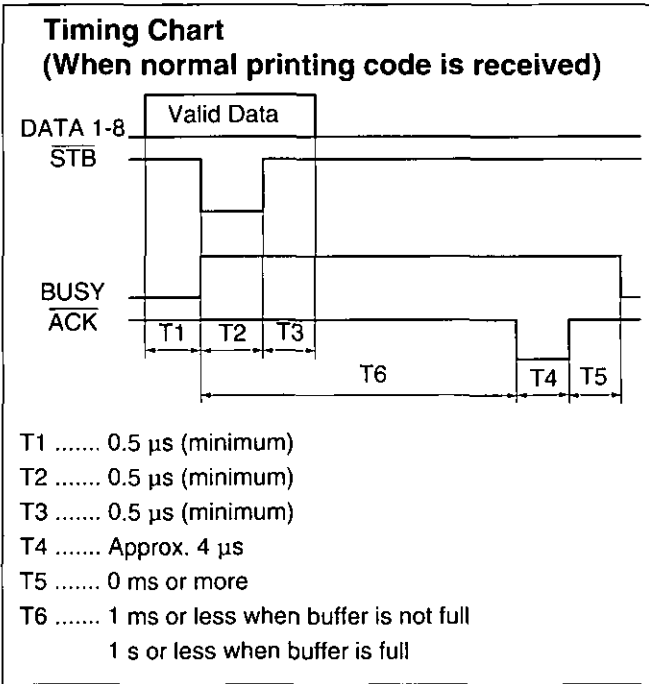 Timing Chart
(When normal printing code is received)
Valid Data
DATA 1-8
STB
BUSY
ACK
T1 T2 T3
T6 T4 T5
T1 ....... 0.5 µs (minimum)
T2 ....... 0.5 µs (minimum)
T3 ....... 0.5 µs (minimum)
T4 ....... Approx. 4 µs
T5 ....... 0 ms or more
T6 ....... 1 ms or less when buffer is not full
1 s or less when buffer is full